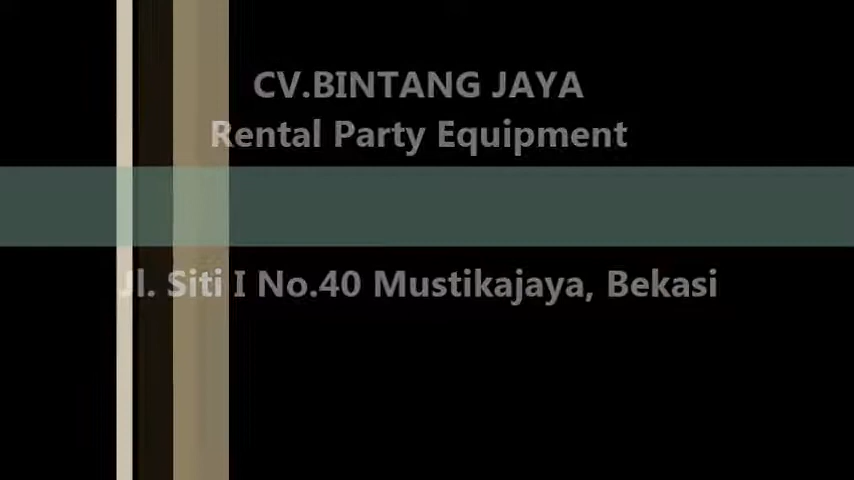 CV.BINTANG JAYA
Rental Party Equipment
Jl. Siti I No.40 Mustikajaya, Bekasi